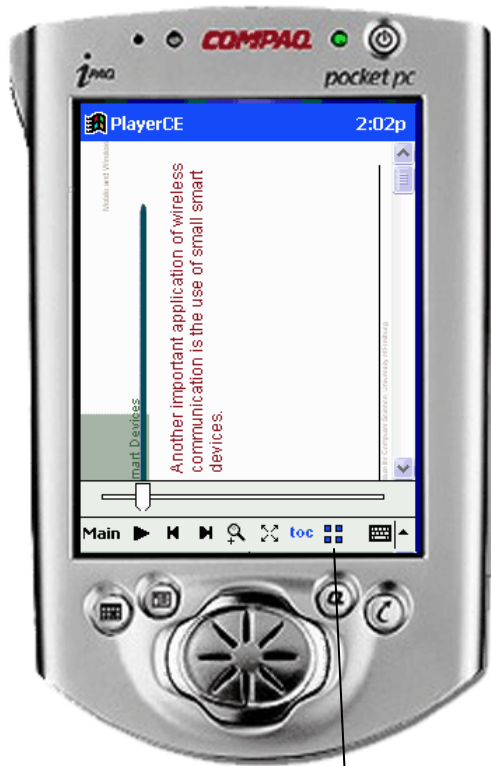 COMPAQ
iPAQ
pocket pc
PlayerCE 2:02p
Another important application of wireless
communication is the use of small smart
devices.
mart Devices
Main toc